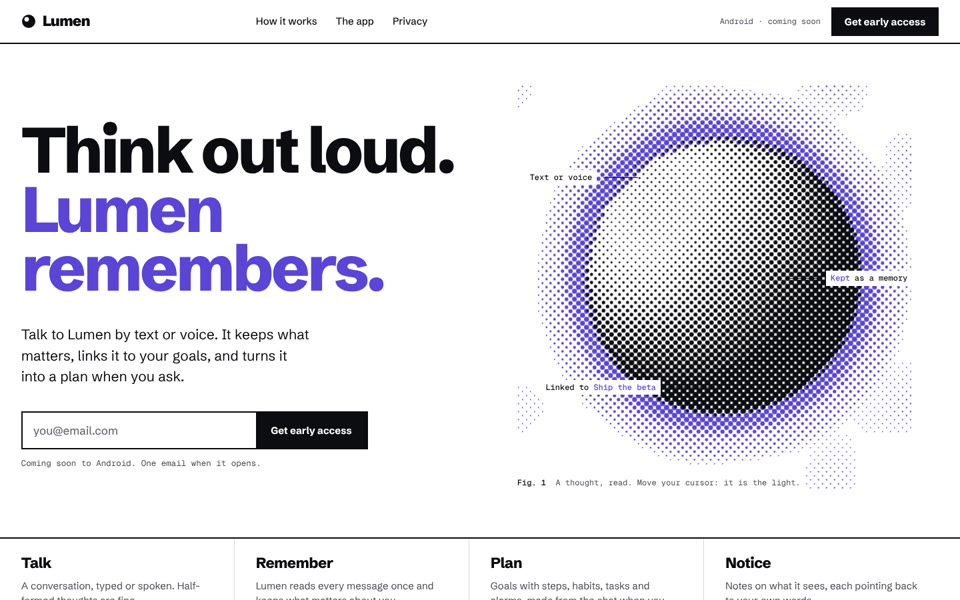 Lumen
How it works The app Privacy
Android · coming soon
Get early access
Think out loud.
Lumen
remembers.
Talk to Lumen by text or voice. It keeps what
matters, links it to your goals, and turns it
into a plan when you ask.
you@email.com
Get early access
Coming soon to Android. One email when it opens.
Text or voice
Kept as a memory
Linked to Ship the beta
Fig. 1 A thought, read. Move your cursor: it is the light.
Talk
A conversation, typed or spoken. Half-
Remember
Lumen reads every message once and
Plan
Goals with steps, habits, tasks and
Notice
Notes on what it sees, each pointing back